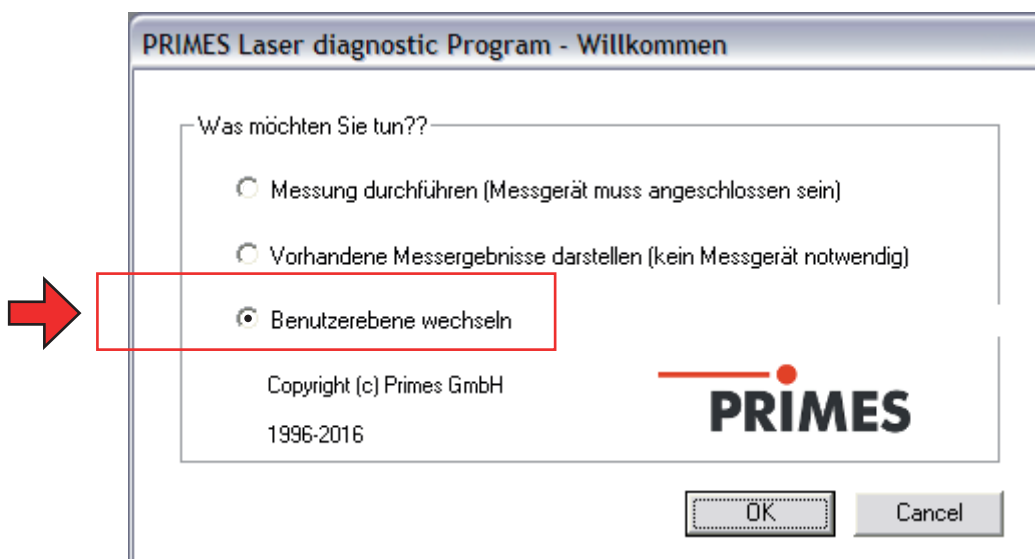 PRIMES Laser diagnostic Program - Willkommen
Was möchten Sie tun??
Messung durchführen (Messgerät muss angeschlossen sein)
Vorhandene Messergebnisse darstellen (kein Messgerät notwendig)
Benutzerebene wechseln
Copyright (c) Primes GmbH
1996-2016
PRIMES
OK
Cancel